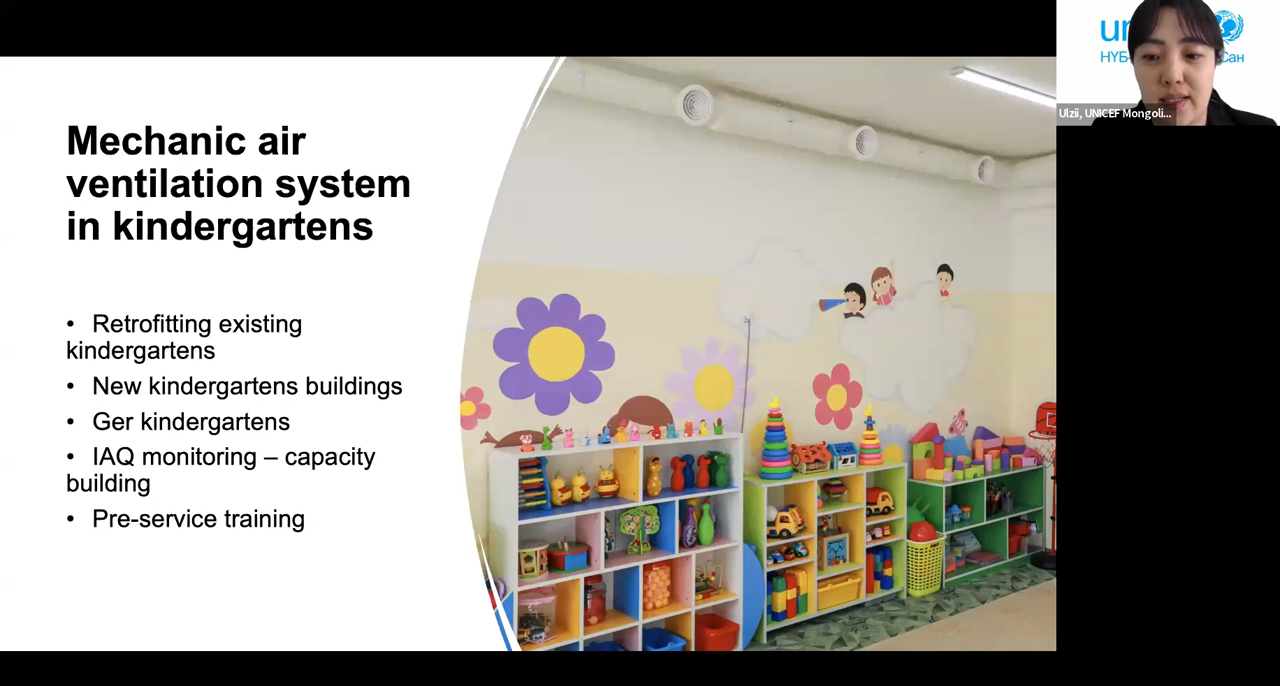 Mechanic air
ventilation system
in kindergartens
• Retrofitting existing
kindergartens
• New kindergartens buildings
• Ger kindergartens
• IAQ monitoring – capacity
building
• Pre-service training
Ulzii, UNICEF Mongoli...